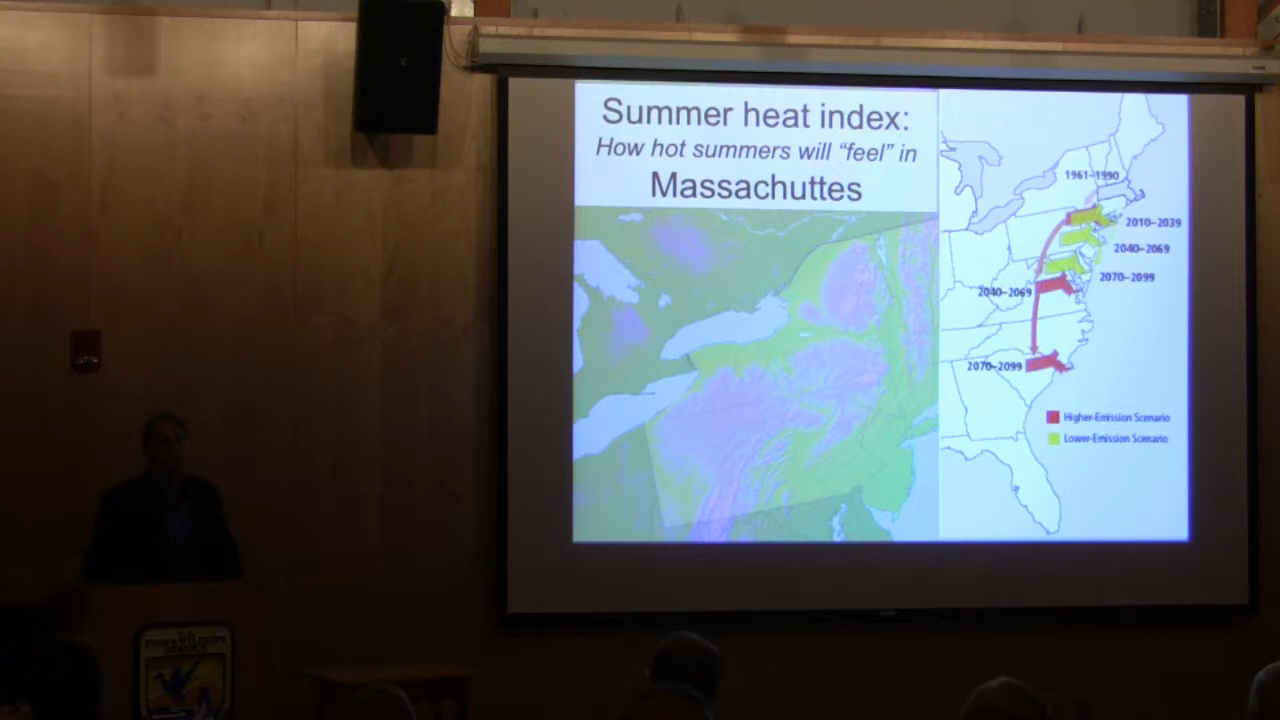 Summer heat index:
How hot summers will “feel” in
Massachuttes
1961–1990
2010–2039
2040–2069
2070–2099
2040–2069
2070–2099
Higher-Emission Scenario
Lower-Emission Scenario